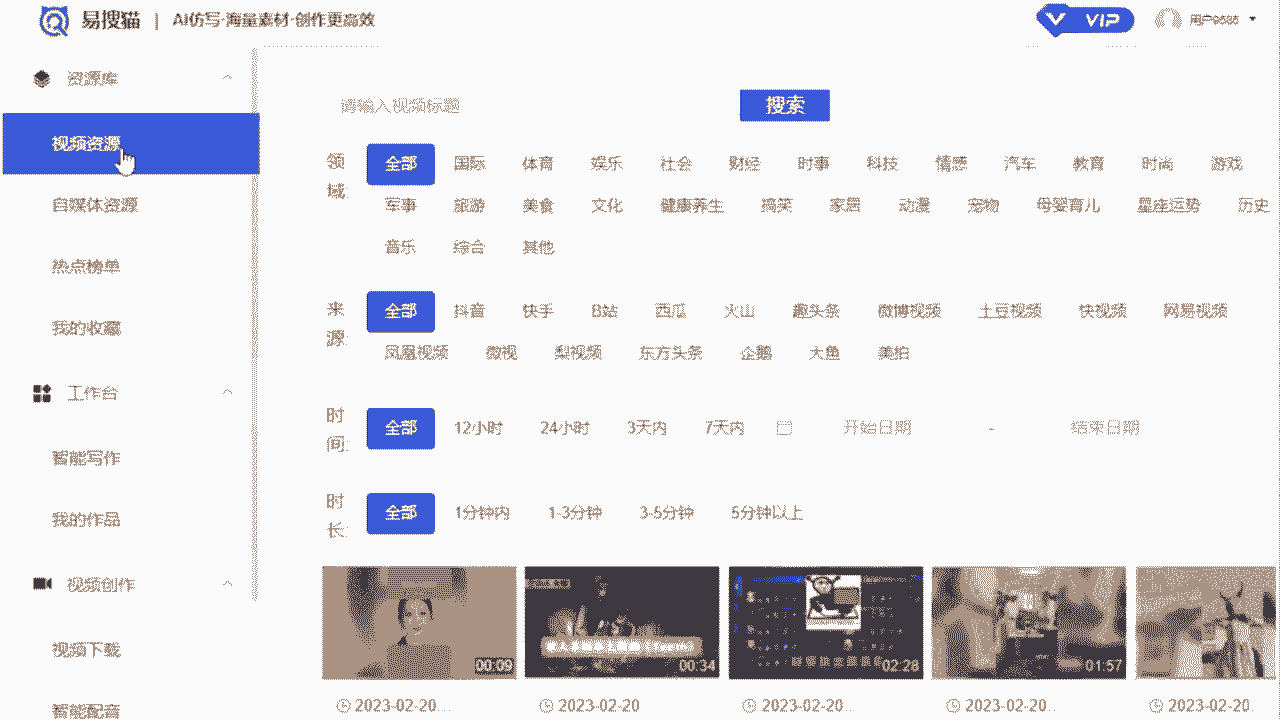 易搜猫 | AI仿写·海量素材·创作更高效
VIP 用户9686
资源库
视频资源
自媒体资源
热点榜单
我的收藏
工作台
智能写作
我的作品
视频创作
视频下载
智能配音
请输入视频标题 搜索
领域: 全部 国际 体育 娱乐 社会 财经 时事 科技 情感 汽车 教育 时尚 游戏
军事 旅游 美食 文化 健康养生 搞笑 家居 动漫 宠物 母婴育儿 星座运势 历史
音乐 综合 其他
来源: 全部 抖音 快手 B站 西瓜 火山 趣头条 微博视频 土豆视频 快视频 网易视频
凤凰视频 微视 梨视频 东方头条 企鹅 大鱼 美拍
时间: 全部 12小时 24小时 3天内 7天内 开始日期 - 结束日期
时长: 全部 1分钟内 1-3分钟 3-5分钟 5分钟以上
00:09 00:34 02:28 01:57
2023-02-20... 2023-02-20 2023-02-20.. 2023-02-20.. 2023-02-20.